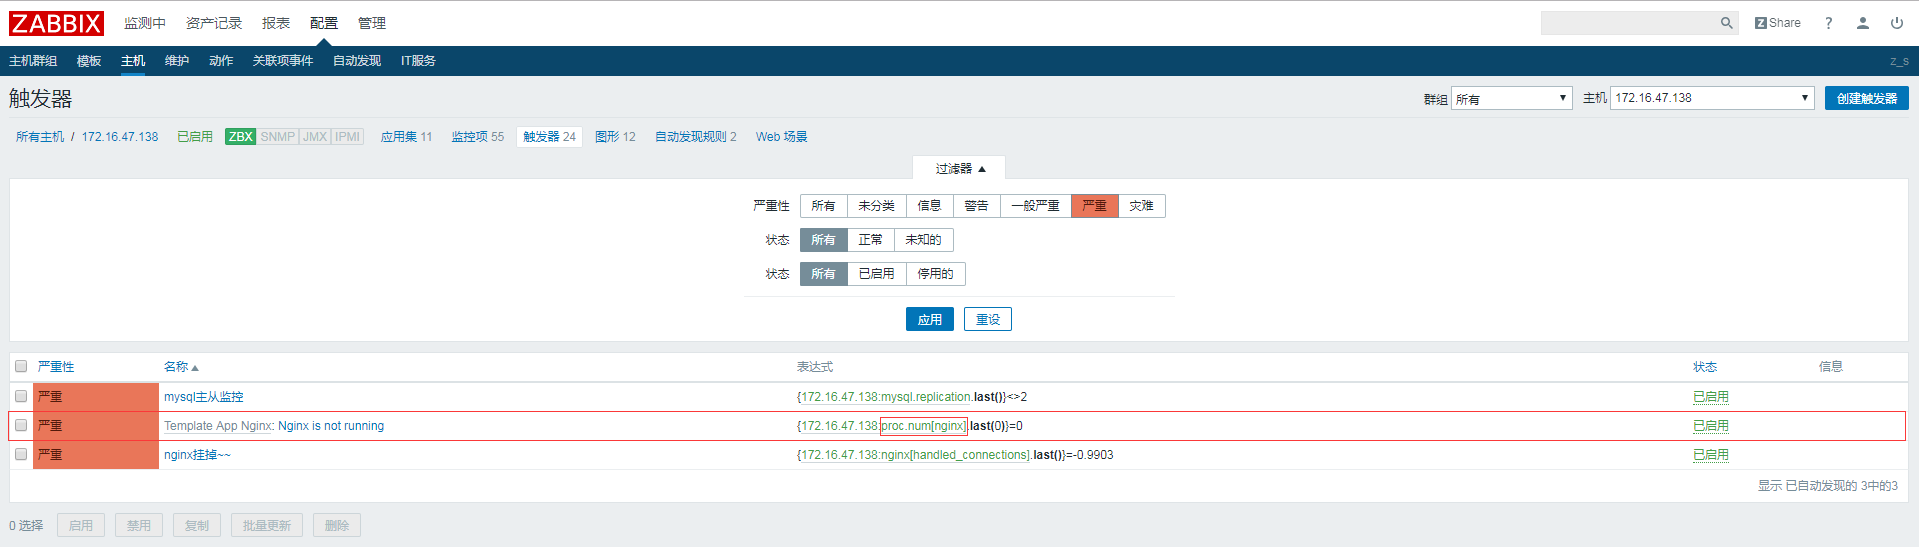 ZABBIX 监测中 资产记录 报表 配置 管理 Z Share ?
主机群组 模板 主机 维护 动作 关联项事件 自动发现 IT服务 z_s
触发器 群组 所有 主机 172.16.47.138 创建触发器
所有主机 / 172.16.47.138 已启用 ZBX SNMP JMX IPMI 应用集 11 监控项 55 触发器 24 图形 12 自动发现规则 2 Web 场景
过滤器
严重性 所有 未分类 信息 警告 一般严重 严重 灾难
状态 所有 正常 未知的
状态 所有 已启用 停用的
应用 重设
严重性 名称 表达式 状态 信息
严重 mysql主从监控 {172.16.47.138:mysql.replication.last()}<>2 已启用
严重 Template App Nginx: Nginx is not running {172.16.47.138:proc.num[nginx].last(0)}=0 已启用
严重 nginx挂掉~~ {172.16.47.138:nginx[handled_connections].last()}=-0.9903 已启用
显示 已自动发现的 3中的3
0 选择 启用 禁用 复制 批量更新 删除